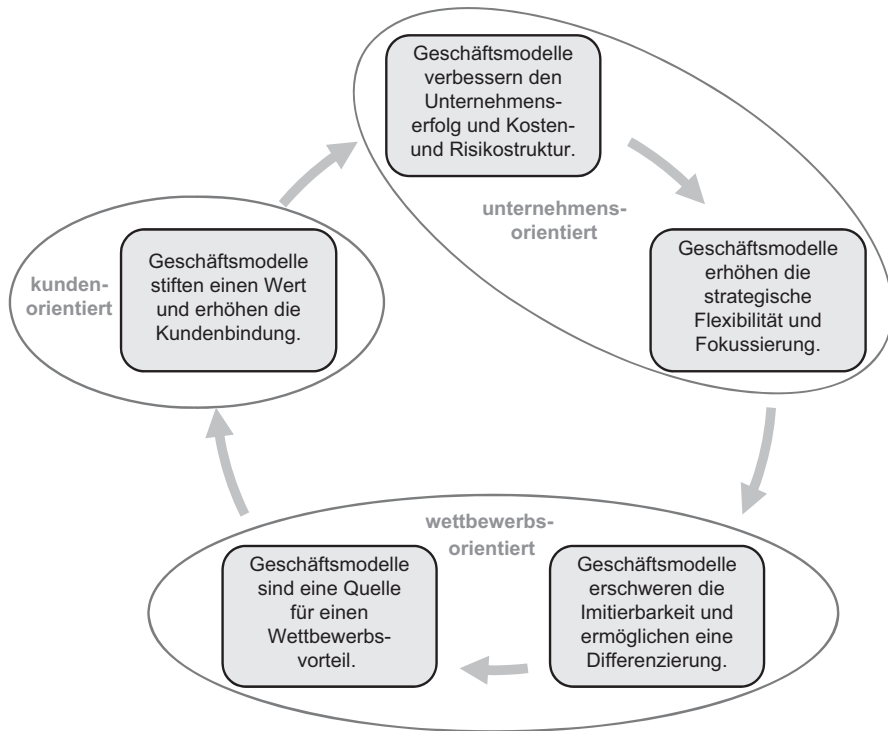 Geschäftsmodelle
verbessern den
Unternehmens-
erfolg und Kosten-
und Risikostruktur.
unternehmens-
orientiert
Geschäftsmodelle
erhöhen die
strategische
Flexibilität und
Fokussierung.
kunden-
orientiert
Geschäftsmodelle
stiften einen Wert
und erhöhen die
Kundenbindung.
wettbewerbs-
orientiert
Geschäftsmodelle
sind eine Quelle
für einen
Wettbewerbs-
vorteil.
Geschäftsmodelle
erschweren die
Imitierbarkeit und
ermöglichen eine
Differenzierung.